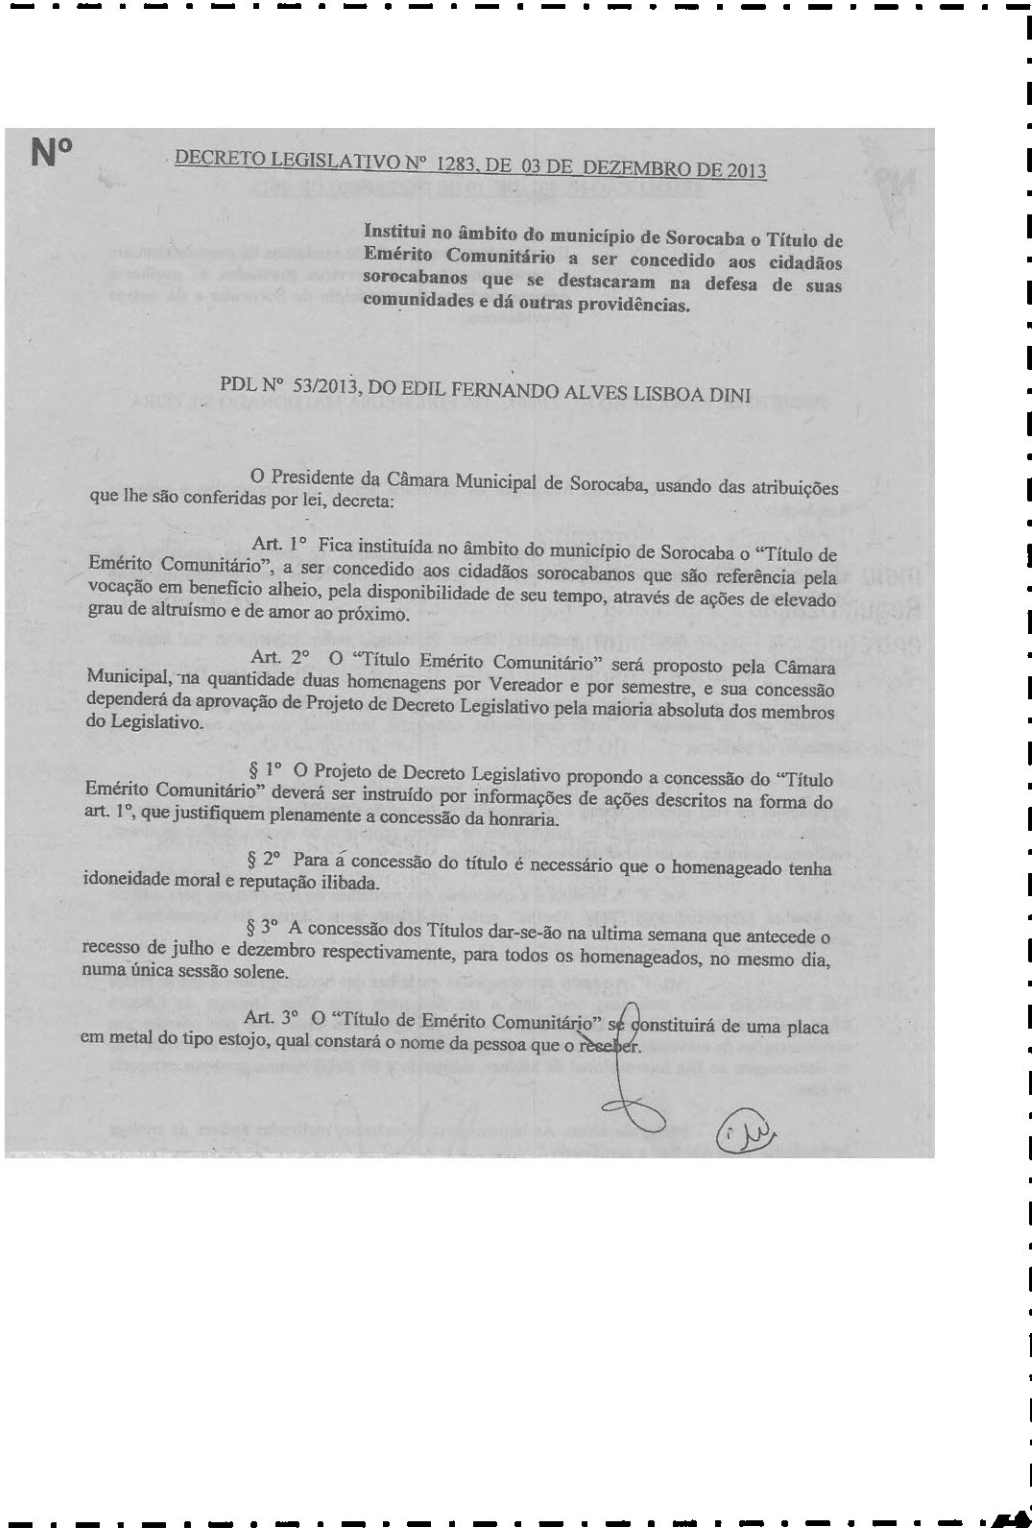 Nº
DECRETO LEGISLATIVO Nº 1283, DE 03 DE DEZEMBRO DE 2013
Institui no âmbito do município de Sorocaba o Título de
Emérito Comunitário a ser concedido aos cidadãos
sorocabanos que se destacaram na defesa de suas
comunidades e dá outras providências.
PDL Nº 53/2013, DO EDIL FERNANDO ALVES LISBOA DINI
O Presidente da Câmara Municipal de Sorocaba, usando das atribuições
que lhe são conferidas por lei, decreta:
Art. 1º Fica instituída no âmbito do município de Sorocaba o “Título de
Emérito Comunitário”, a ser concedido aos cidadãos sorocabanos que são referência pela
vocação em benefício alheio, pela disponibilidade de seu tempo, através de ações de elevado
grau de altruísmo e de amor ao próximo.
Art. 2º O “Título Emérito Comunitário” será proposto pela Câmara
Municipal, na quantidade duas homenagens por Vereador e por semestre, e sua concessão
dependerá da aprovação de Projeto de Decreto Legislativo pela maioria absoluta dos membros
do Legislativo.
§ 1º O Projeto de Decreto Legislativo propondo a concessão do “Título
Emérito Comunitário” deverá ser instruído por informações de ações descritos na forma do
art. 1º, que justifiquem plenamente a concessão da honraria.
§ 2º Para a concessão do título é necessário que o homenageado tenha
idoneidade moral e reputação ilibada.
§ 3º A concessão dos Títulos dar-se-ão na ultima semana que antecede o
recesso de julho e dezembro respectivamente, para todos os homenageados, no mesmo dia,
numa única sessão solene.
Art. 3º O “Título de Emérito Comunitário” se constituirá de uma placa
em metal do tipo estojo, qual constará o nome da pessoa que o receber.